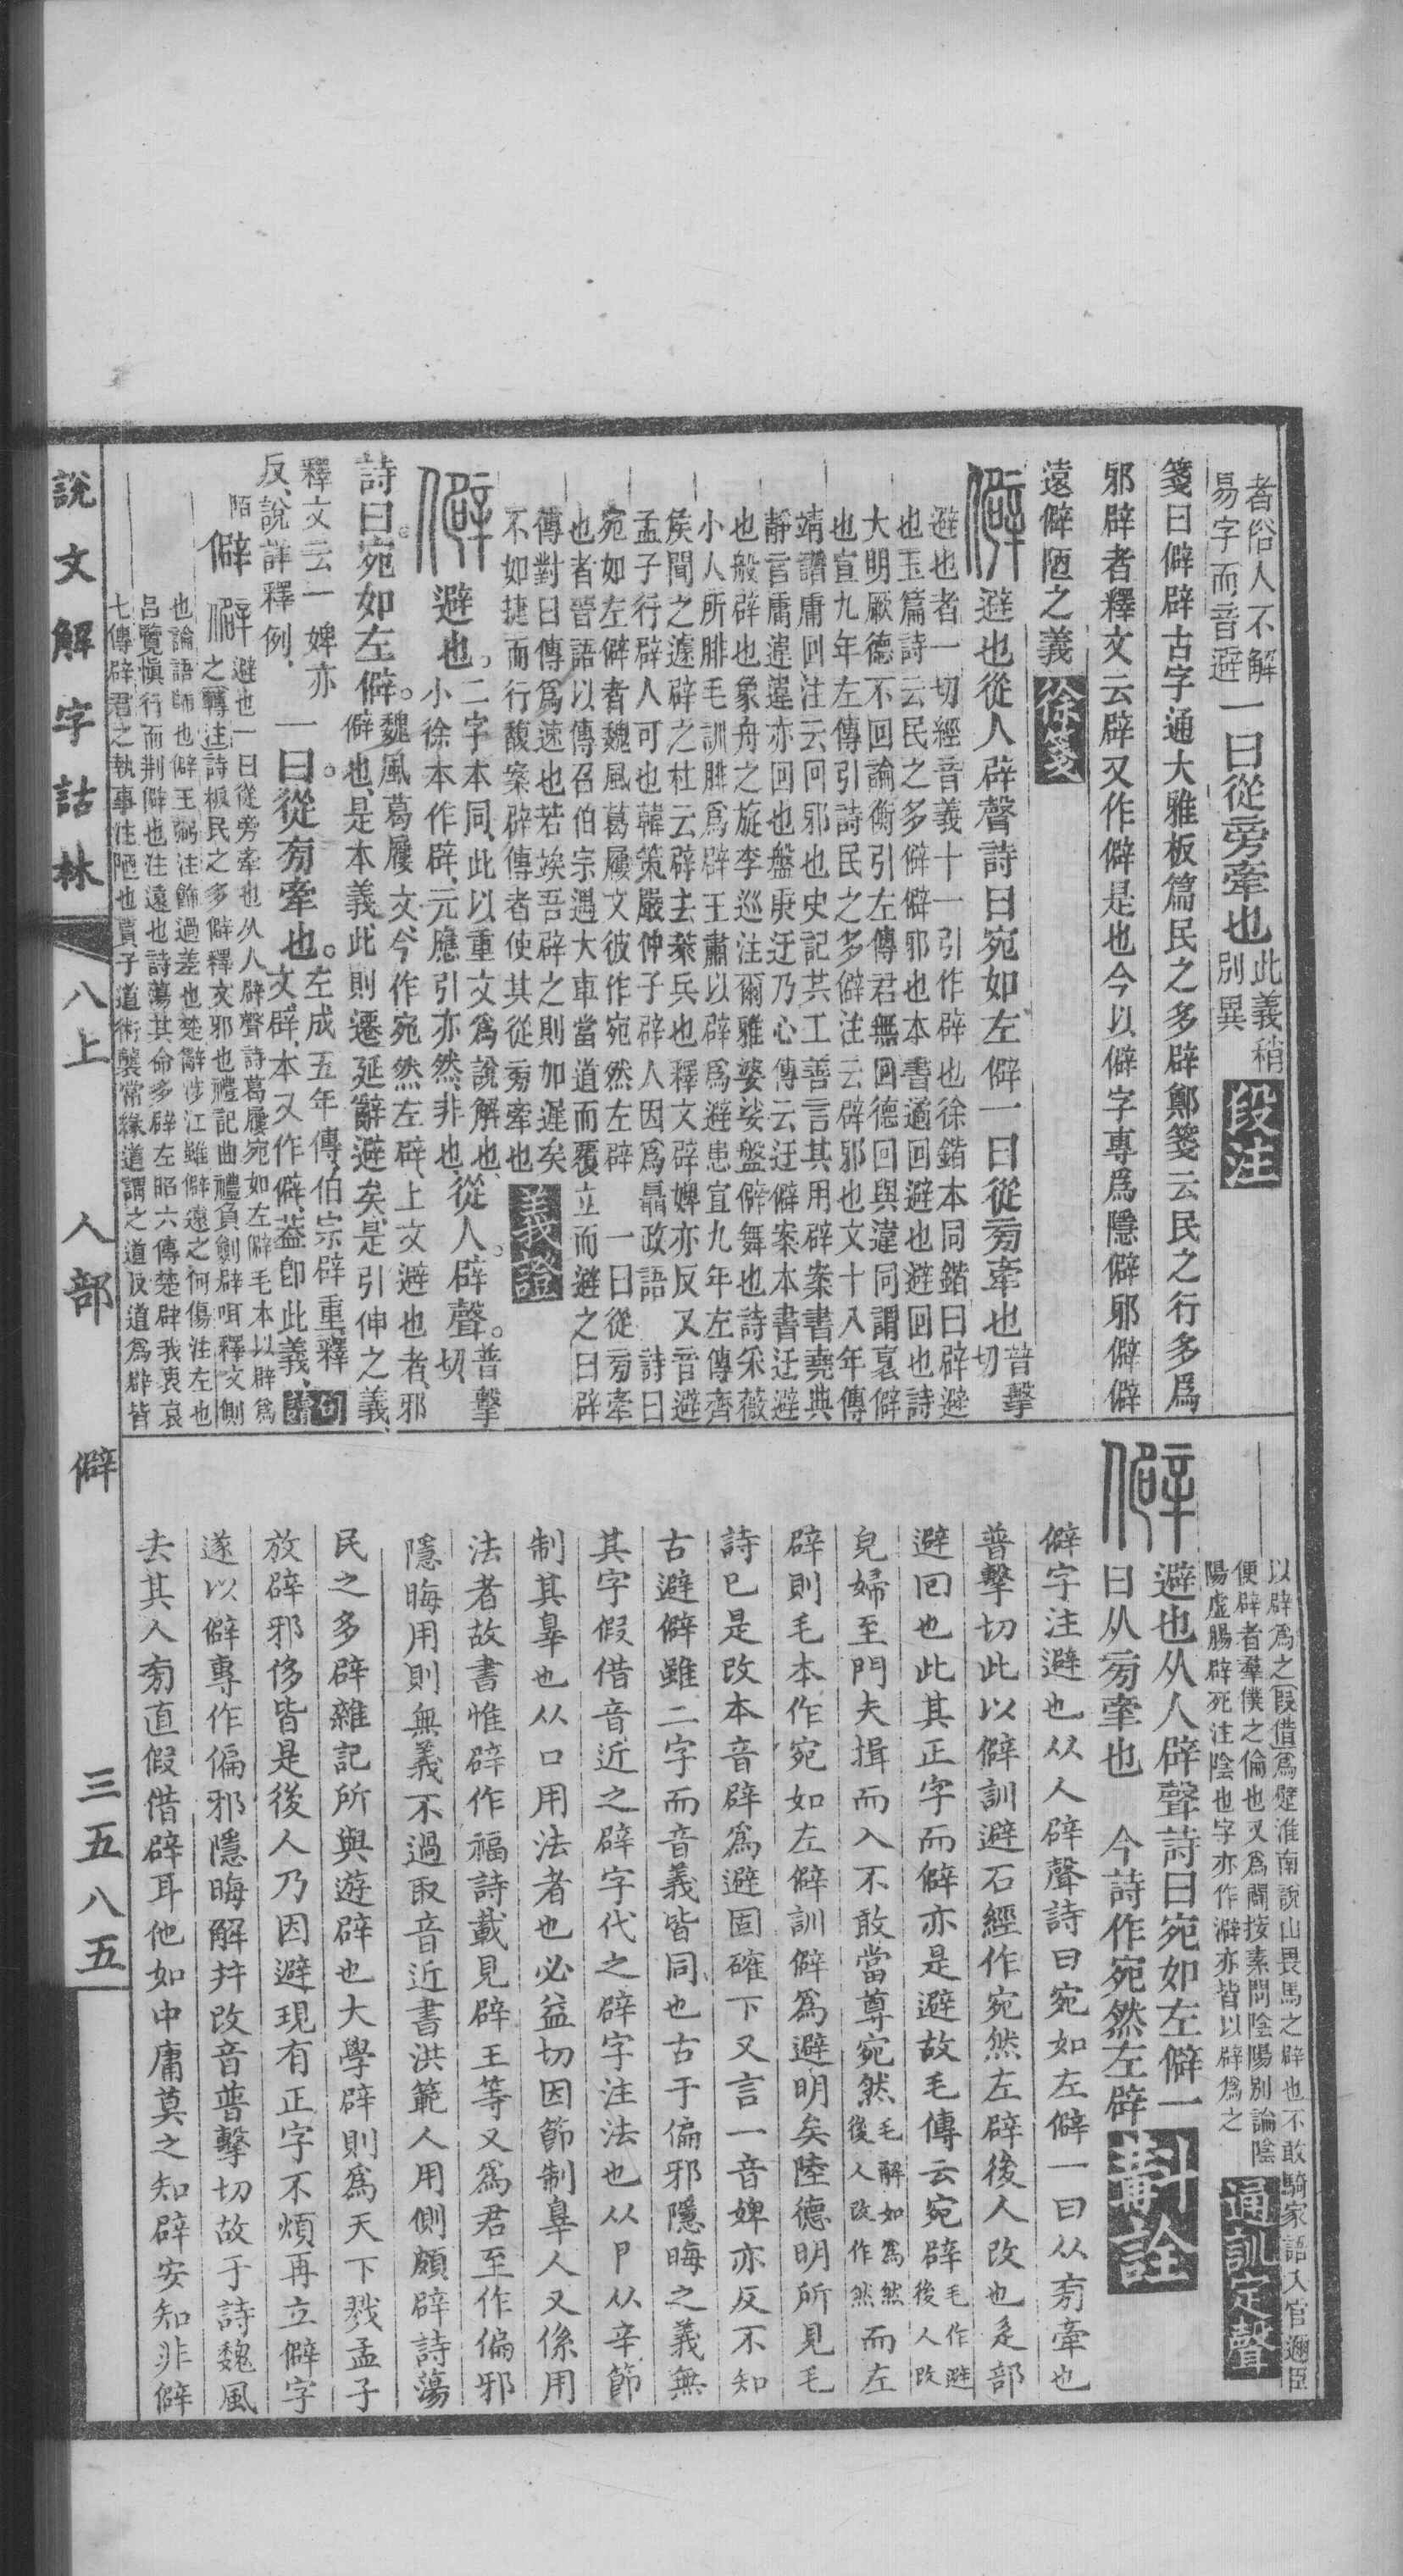 者俗人不解
易字而音避
一曰從旁牽也
此義稍
別異
段注
箋曰僻辟古字通大雅板篇民之多辟鄭箋云民之行多爲
邪辟者釋文云辟又作僻是也今以僻字專爲隱僻邪僻僻
遠僻陋之義
徐箋
僻
避也從人辟聲詩曰宛如左僻一曰從旁牽也
普擊
切
避也者一切經音義十一引作辟也徐鍇本同鍇曰辟避
也玉篇詩云民之多僻僻邪也本書遹回避也避回也詩
大明厥德不回論衡引左傳君無回德回與違同謂褱僻
也宣九年左傳引詩民之多僻注云辟邪也文十八年傳
靖譖庸回注云回邪也史記共工善言其用辟案書堯典
靜言庸違違亦回也盤庚迂乃心傳云迂僻案本書迂避
也般辟也象舟之旋李巡注爾雅婆娑盤僻舞也詩采薇
小人所腓毛訓腓爲辟王肅以辟爲避患宜九年左傳齊
矦間之遽辟之杜云辟主萊兵也釋文辟婢亦反又音避
孟子行辟人可也韓策嚴仲子辟人因爲聶政語　詩曰
宛如左僻者魏風葛屨文彼作宛然左辟　一曰從旁牽
也者晉語以傳召伯宗遇大車當道而覆立而避之曰辟
傳對曰傳爲速也若埃吾辟之則加遲矣
不如捷而行馥案辟傳者使其從旁牽也
義證
僻
避也。
二字本同、此以重文爲說解也、
小徐本作辟、元應引亦然、非也、
從人。辟聲。
普擊
切、
詩曰。宛如左僻。
魏風葛屨文、今作宛然左辟、上文避也者、邪
僻也、是本義、此則遷延辭避矣、是引伸之義、
釋文云一婢亦
反、說詳釋例、
一曰。從旁牽也。
左成五年傳、伯宗辟重、釋
文、辟、本又作僻、葢卽此義、
句讀
僻
陌
僻
避也一曰從旁牽也从人辟聲詩葛屨宛如左僻毛本以辟爲
之轉注詩板民之多僻釋文邪也禮記曲禮負劍辟咡釋文側
也論語師也僻王弼注飾過差也楚辭涉江雖僻遠之何傷注左也
呂覽愼行而荆僻也注遠也詩蕩其命多辟左昭六傳楚辟我衷哀
七傳辟君之執事注陋也賈子道術襲常緣道謂之道反道爲辟皆
以辟爲之叚借爲躄淮南說山畏馬之辟也不敢騎家語入官邇臣
便辟者羣僕之倫也又爲闢按素問陰陽別論陰
陽虛腸辟死注陰也字亦作澼亦皆以辟爲之
通訓定聲
僻
避也从人辟聲詩曰宛如左僻一
曰从旁牽也　今詩作宛然左辟
斠詮
僻字注避也从人辟聲詩曰宛如左僻一曰从旁牽也
普擊切此以僻訓避石經作宛然左辟後人改也辵部
避回也此其正字而僻亦是避故毛傳云宛辟
毛作避
後人改
皃婦至門夫揖而入不敢當尊宛然
毛解如爲然
後人改作然
而左
辟則毛本作宛如左僻訓僻爲避明矣陸德明所見毛
詩已是改本音辟爲避固確下又言一音婢亦反不知
古避僻雖二字而音義皆同也古于偏邪隱晦之義無
其字假借音近之辟字代之辟字注法也从卩从辛節
制其辠也从口用法者也必益切因節制辠人又係用
法者故書惟辟作福詩載見辟王等又爲君至作偏邪
隱晦用則無義不過取音近書洪範人用側頗辟詩蕩
民之多辟雜記所與遊辟也大學辟則爲天下戮孟子
放辟邪侈皆是後人乃因避現有正字不煩再立僻字
遂以僻專作偏邪隱晦解幷改音普擊切故于詩魏風
去其人旁直假借辟耳他如中庸莫之知辟安知非僻
說文解字詁林
八上
人部
僻
三五八五